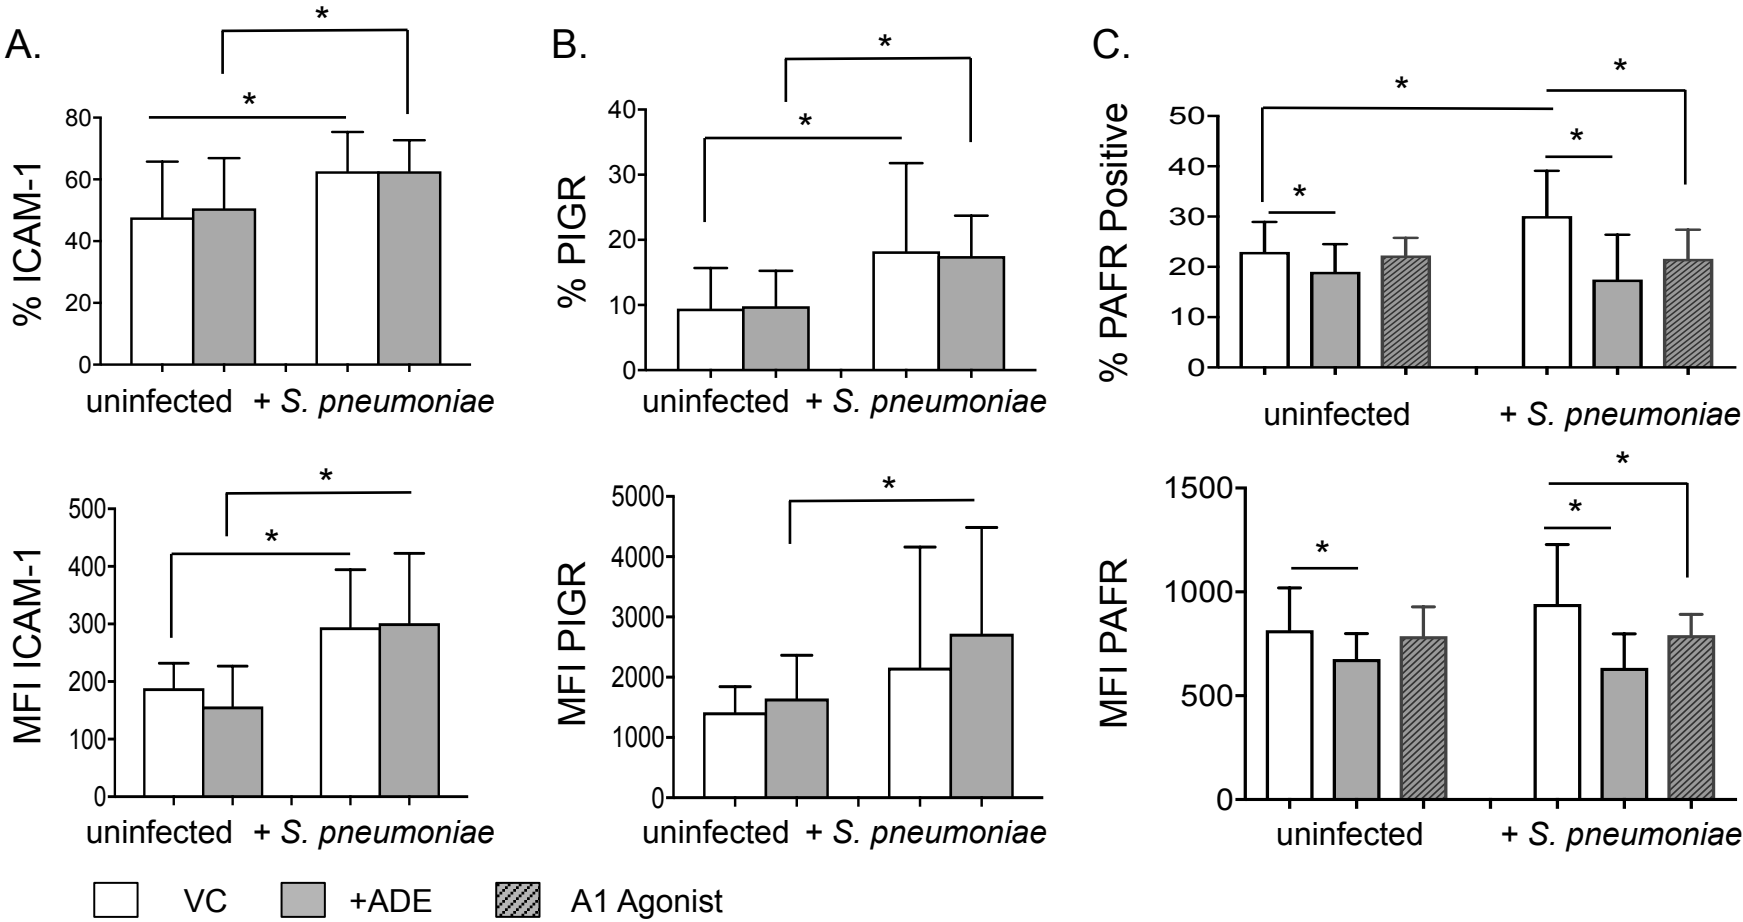 A.
*
*
% ICAM-1
80
60
40
20
0
uninfected + S. pneumoniae
B.
*
*
% PIGR
40
30
20
10
0
uninfected + S. pneumoniae
C.
*
*
*
*
% PAFR Positive
50
40
30
20
10
0
uninfected + S. pneumoniae
*
*
MFI ICAM-1
500
400
300
200
100
0
uninfected + S. pneumoniae
*
MFI PIGR
5000
4000
3000
2000
1000
0
uninfected + S. pneumoniae
*
*
*
MFI PAFR
1500
1000
500
0
uninfected + S. pneumoniae
VC +ADE A1 Agonist